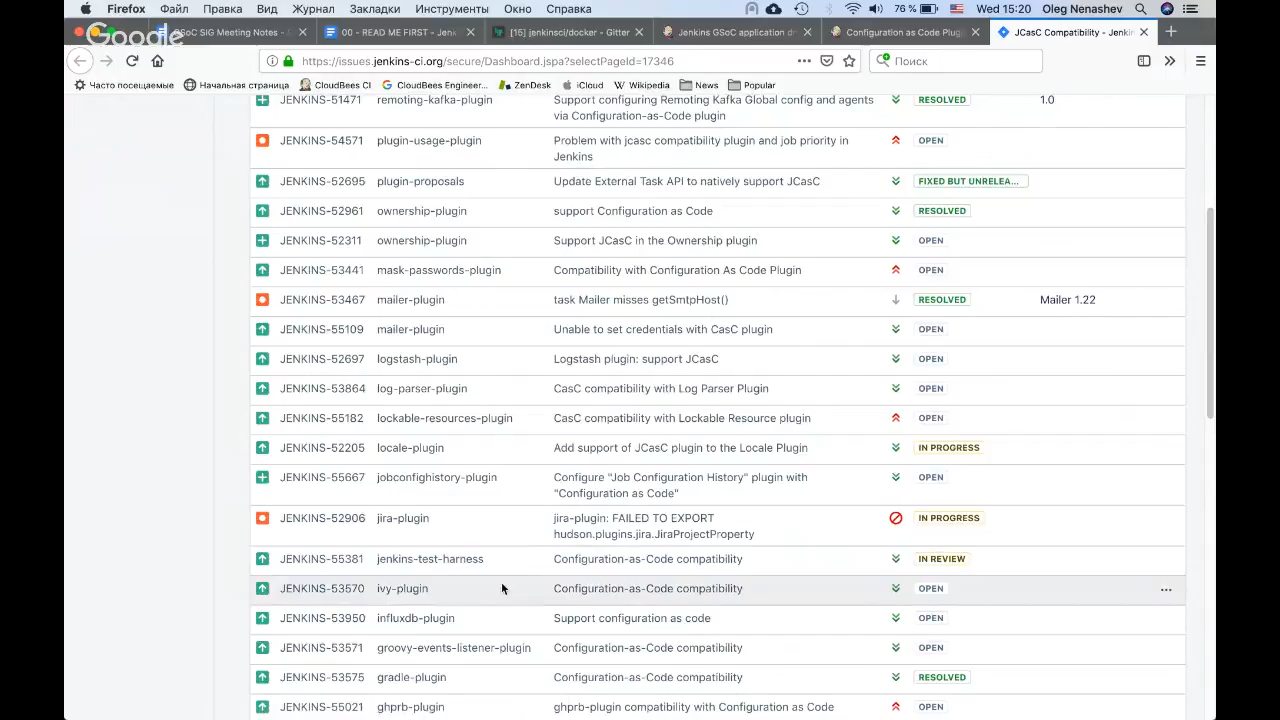 Firefox Файл Правка Вид Журнал Закладки Инструменты Окно Справка 76 % Wed 15:20 Oleg Nenashev
Google
GSoC SIG Meeting Notes - 00 - READ ME FIRST - Jenk [16] jenkinsci/docker - Gitter Jenkins GSoC application dr Configuration as Code Plug JCasC Compatibility - Jenkin
https://issues.jenkins-ci.org/secure/Dashboard.jspa?selectPageId=17346 Поиск
Часто посещаемые Начальная страница CloudBees CI CloudBees Engineer... ZenDesk iCloud Wikipedia News Popular
JENKINS-51471 remoting-kafka-plugin Support configuring Remoting Kafka Global config and agents RESOLVED 1.0
via Configuration-as-Code plugin
JENKINS-54571 plugin-usage-plugin Problem with jcasc compatibility plugin and job priority in OPEN
Jenkins
JENKINS-52695 plugin-proposals Update External Task API to natively support JCasC FIXED BUT UNRELEA...
JENKINS-52961 ownership-plugin support Configuration as Code RESOLVED
JENKINS-52311 ownership-plugin Support JCasC in the Ownership plugin OPEN
JENKINS-53441 mask-passwords-plugin Compatibility with Configuration As Code Plugin OPEN
JENKINS-53467 mailer-plugin task Mailer misses getSmtpHost() RESOLVED Mailer 1.22
JENKINS-55109 mailer-plugin Unable to set credentials with CasC plugin OPEN
JENKINS-52697 logstash-plugin Logstash plugin: support JCasC OPEN
JENKINS-53864 log-parser-plugin CasC compatibility with Log Parser Plugin OPEN
JENKINS-55182 lockable-resources-plugin CasC compatibility with Lockable Resource plugin OPEN
JENKINS-52205 locale-plugin Add support of JCasC plugin to the Locale Plugin IN PROGRESS
JENKINS-55667 jobconfighistory-plugin Configure "Job Configuration History" plugin with OPEN
"Configuration as Code"
JENKINS-52906 jira-plugin jira-plugin: FAILED TO EXPORT IN PROGRESS
hudson.plugins.jira.JiraProjectProperty
JENKINS-55381 jenkins-test-harness Configuration-as-Code compatibility IN REVIEW
JENKINS-53570 ivy-plugin Configuration-as-Code compatibility OPEN
JENKINS-53950 influxdb-plugin Support configuration as code OPEN
JENKINS-53571 groovy-events-listener-plugin Configuration-as-Code compatibility OPEN
JENKINS-53575 gradle-plugin Configuration-as-Code compatibility RESOLVED
JENKINS-55021 ghprb-plugin ghprb-plugin compatibility with Configuration as Code OPEN